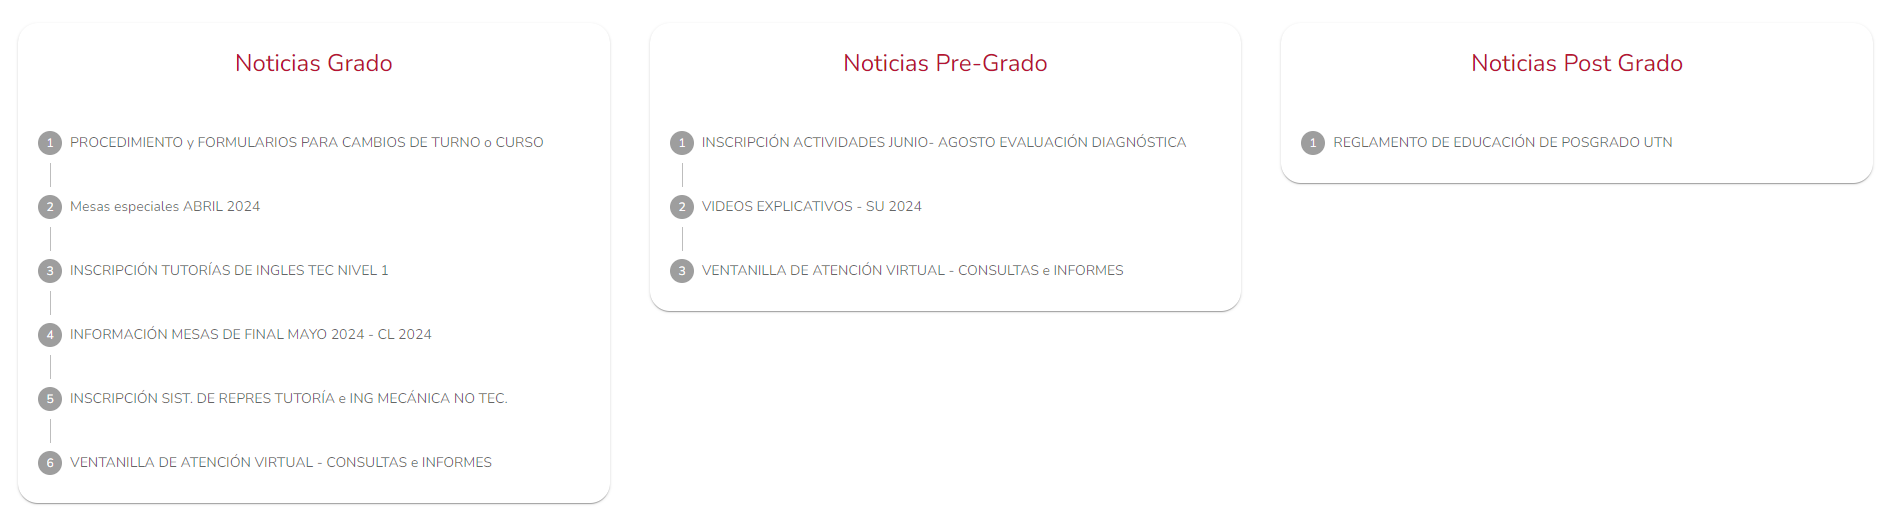 Noticias Grado
1 PROCEDIMIENTO y FORMULARIOS PARA CAMBIOS DE TURNO o CURSO
2 Mesas especiales ABRIL 2024
3 INSCRIPCIÓN TUTORÍAS DE INGLES TEC NIVEL 1
4 INFORMACIÓN MESAS DE FINAL MAYO 2024 - CL 2024
5 INSCRIPCIÓN SIST. DE REPRES TUTORÍA e ING MECÁNICA NO TEC.
6 VENTANILLA DE ATENCIÓN VIRTUAL - CONSULTAS e INFORMES
Noticias Pre-Grado
1 INSCRIPCIÓN ACTIVIDADES JUNIO- AGOSTO EVALUACIÓN DIAGNÓSTICA
2 VIDEOS EXPLICATIVOS - SU 2024
3 VENTANILLA DE ATENCIÓN VIRTUAL - CONSULTAS e INFORMES
Noticias Post Grado
1 REGLAMENTO DE EDUCACIÓN DE POSGRADO UTN